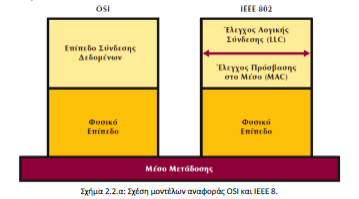 OSI
IEEE 802
Επίπεδο Σύνδεσης
Δεδομένων
Έλεγχος Λογικής
Σύνδεσης (LLC)
Έλεγχος Πρόσβασης
στο Μέσο (MAC)
Φυσικό
Επίπεδο
Φυσικό
Επίπεδο
Μέσο Μετάδοσης
Σχήμα 2.2.α: Σχέση μοντέλων αναφοράς OSI και IEEE 8.